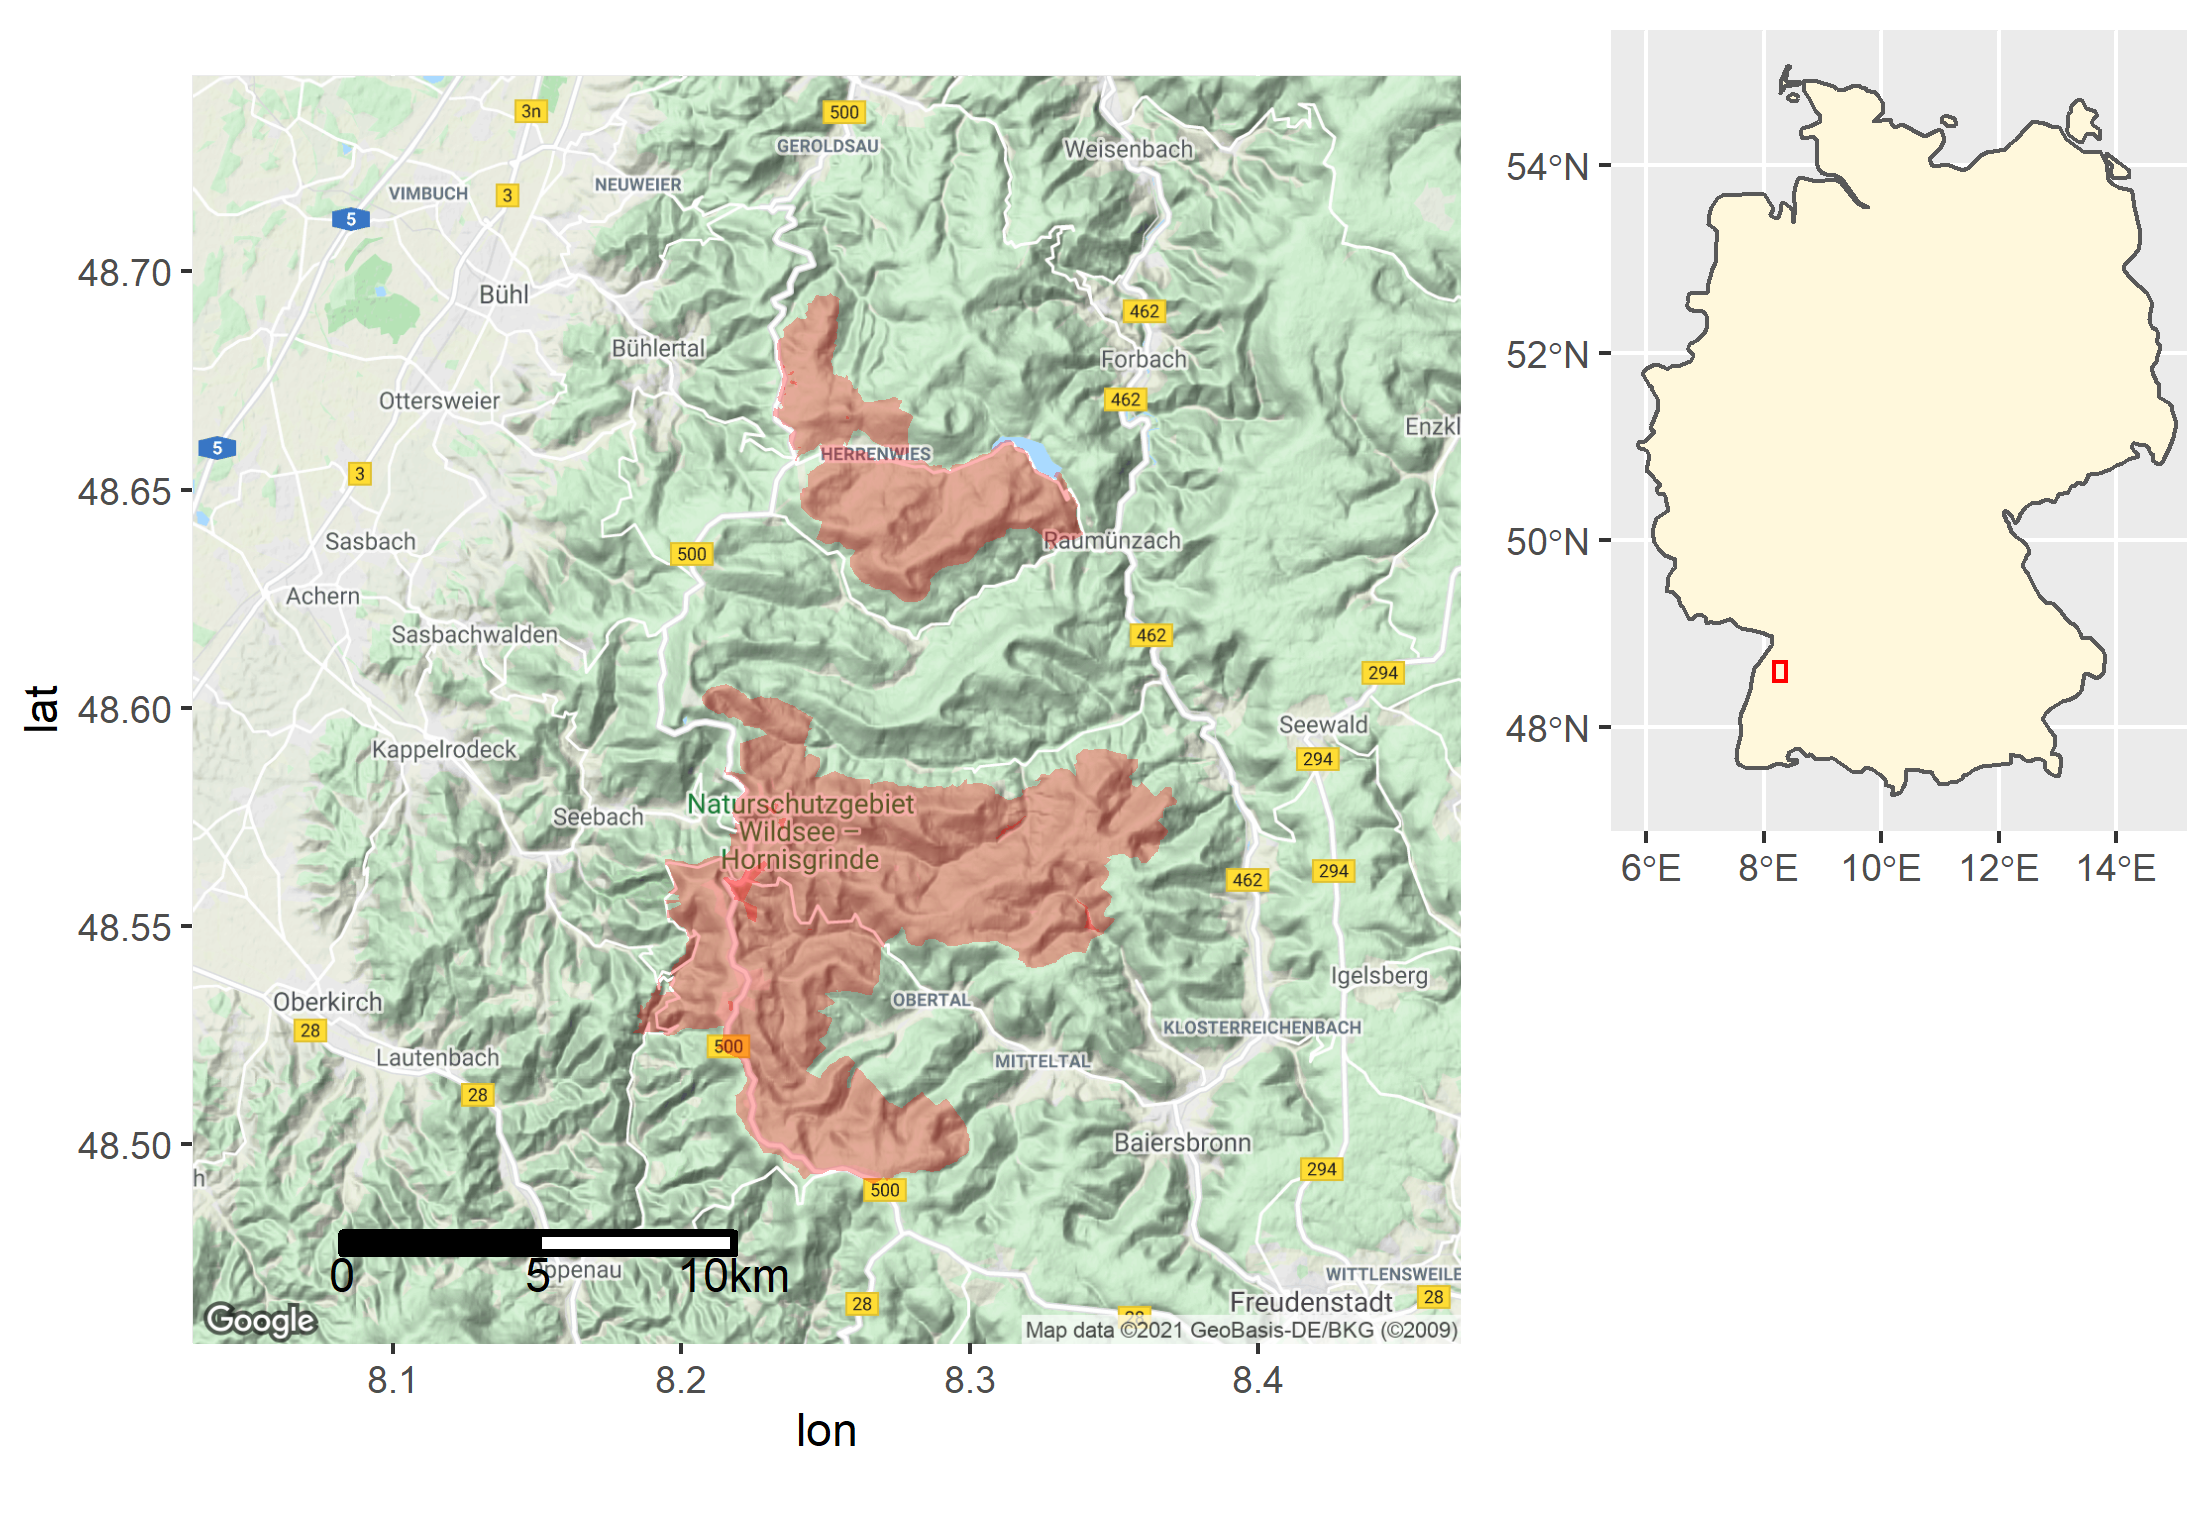 3n
500
GEROLDSAU
Weisenbach
NEUWEIER
VIMBUCH
3
5
48.70
Bühl
462
Bühlertal
Forbach
Ottersweier
462
Enzkl
5
HERRENWIES
3
48.65
Sasbach
500
Raumünzach
Achern
Sasbachwalden
462
294
lat
48.60
Seewald
Kappelrodeck
294
Naturschutzgebiet
Wildsee –
Hornisgrinde
Seebach
462
294
48.55
Igelsberg
Oberkirch
OBERTAL
28
KLOSTERREICHENBACH
500
Lautenbach
MITTELTAL
28
48.50
Baiersbronn
294
h
500
0 5 10km
ppenau
WITTLENSWEILE
28
Freudenstadt
28
28
Google
Map data ©2021 GeoBasis-DE/BKG (©2009)
8.1 8.2 8.3 8.4
lon
54°N
52°N
50°N
48°N
6°E 8°E 10°E 12°E 14°E